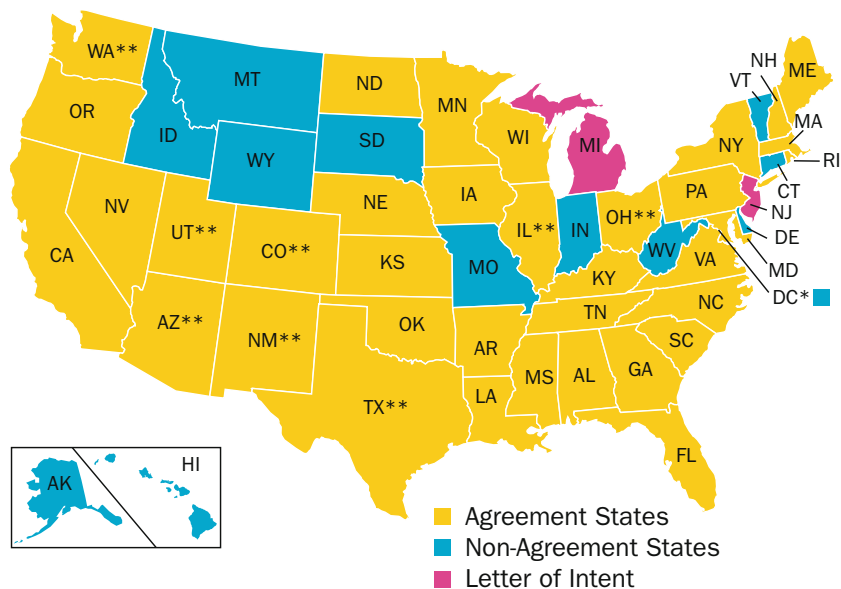 WA**
MT
ND
MN
NH
VT
ME
OR
ID
SD
WI
MI
NY
MA
WY
RI
IA
PA
CT
NV
NE
NJ
UT**
CO**
IL**
IN
OH**
DE
CA
KS
MO
WV
VA
MD
KY
DC*
AZ**
NM**
OK
TN
NC
AR
SC
MS
AL
GA
TX**
LA
FL
AK
HI
Agreement States
Non-Agreement States
Letter of Intent